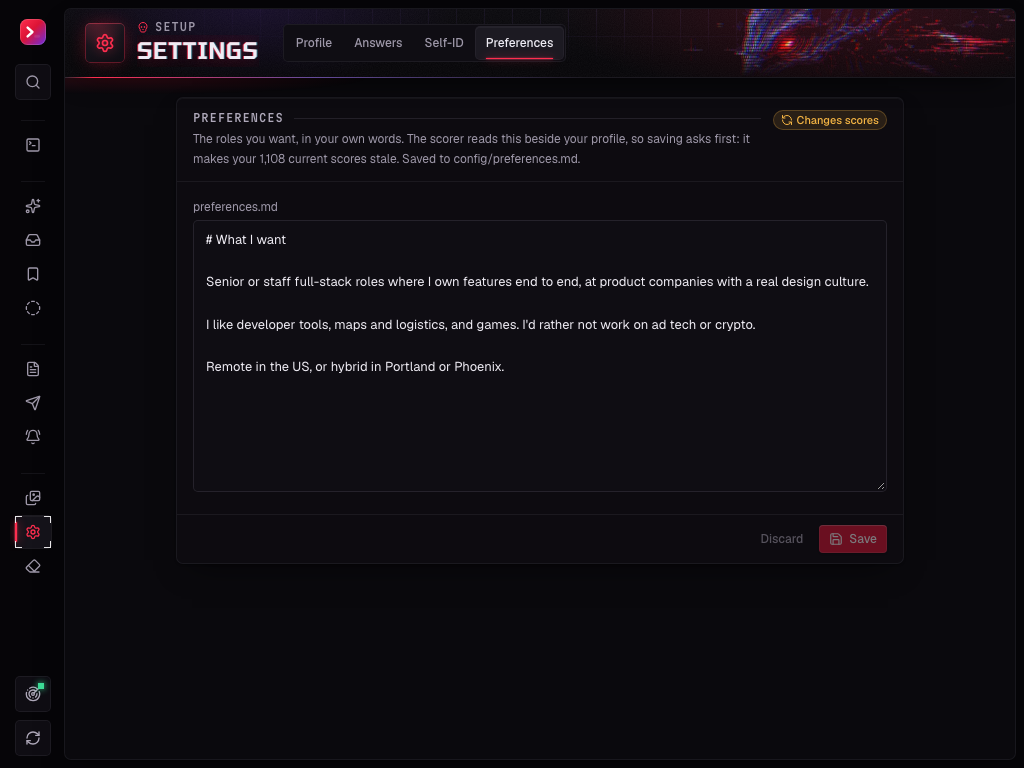 SETUP
SETTINGS
Profile
Answers
Self-ID
Preferences
PREFERENCES
Changes scores
The roles you want, in your own words. The scorer reads this beside your profile, so saving asks first: it
makes your 1,108 current scores stale. Saved to config/preferences.md.
preferences.md
# What I want
Senior or staff full-stack roles where I own features end to end, at product companies with a real design culture.
I like developer tools, maps and logistics, and games. I'd rather not work on ad tech or crypto.
Remote in the US, or hybrid in Portland or Phoenix.
Discard
Save